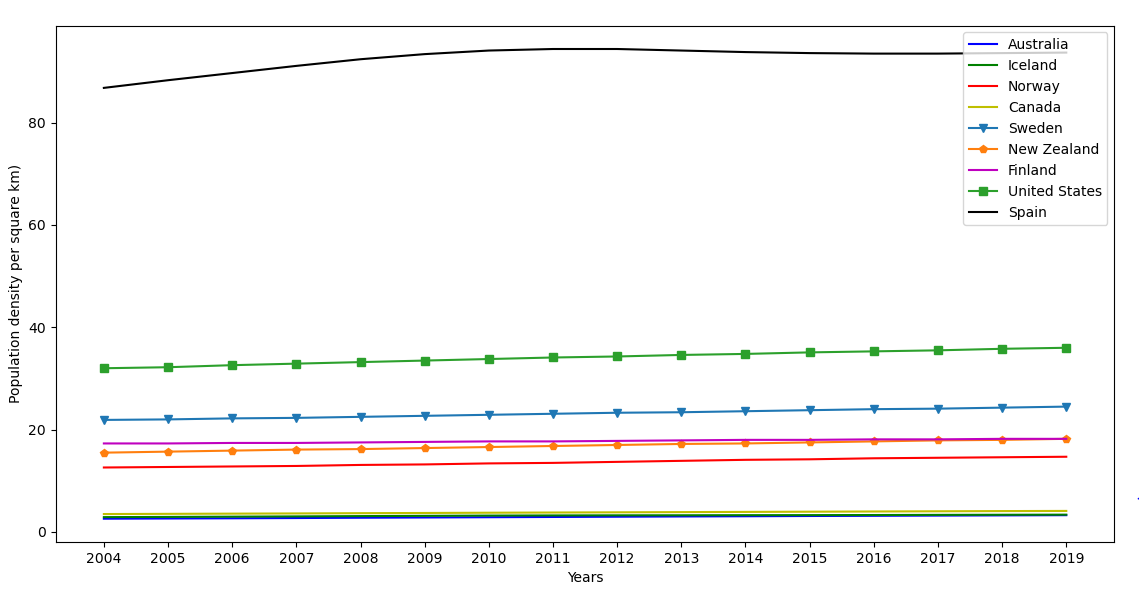 Population density per square km)
80
60
40
20
0
2004 2005 2006 2007 2008 2009 2010 2011 2012 2013 2014 2015 2016 2017 2018 2019
Years
Australia
Iceland
Norway
Canada
Sweden
New Zealand
Finland
United States
Spain